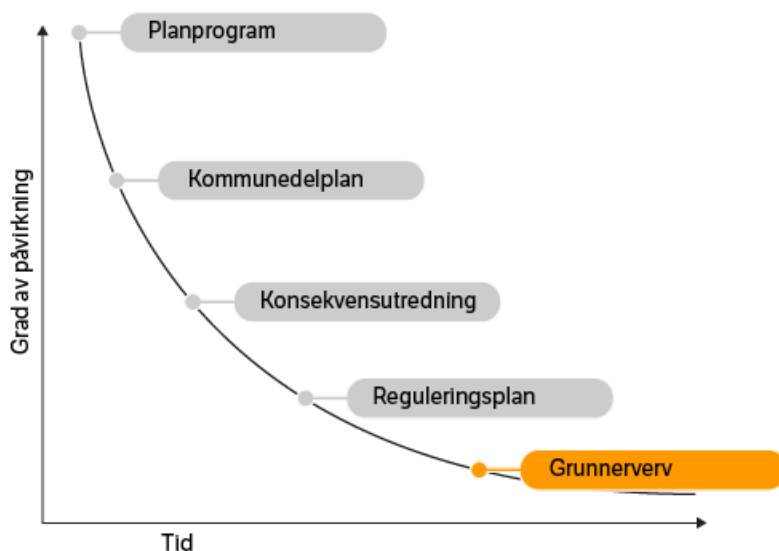 Planprogram
Kommunedelplan
Konsekvensutredning
Reguleringsplan
Grunnerverv
Grad av påvirkning
Tid